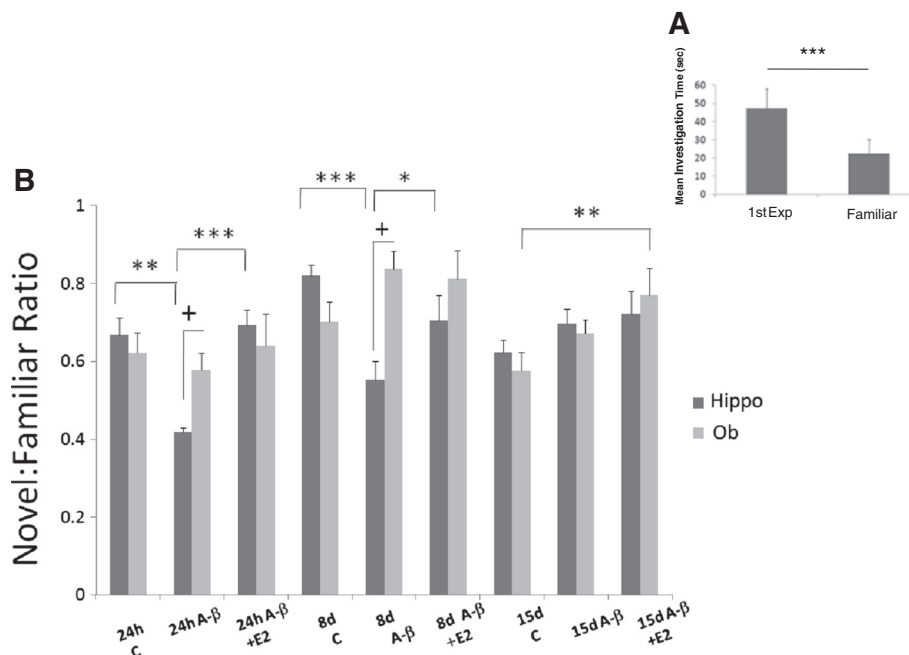 A
Mean Investigation Time (sec)
***
60
50
40
30
20
10
0
1st Exp
Familiar
B
Novel:Familiar Ratio
1
0.8
0.6
0.4
0.2
0
**
***
+
***
*
+
**
24h C
24h A-β
24h A-β +E2
8d C
8d A-β
8d A-β +E2
15d C
15d A-β
15d A-β +E2
Hippo
Ob